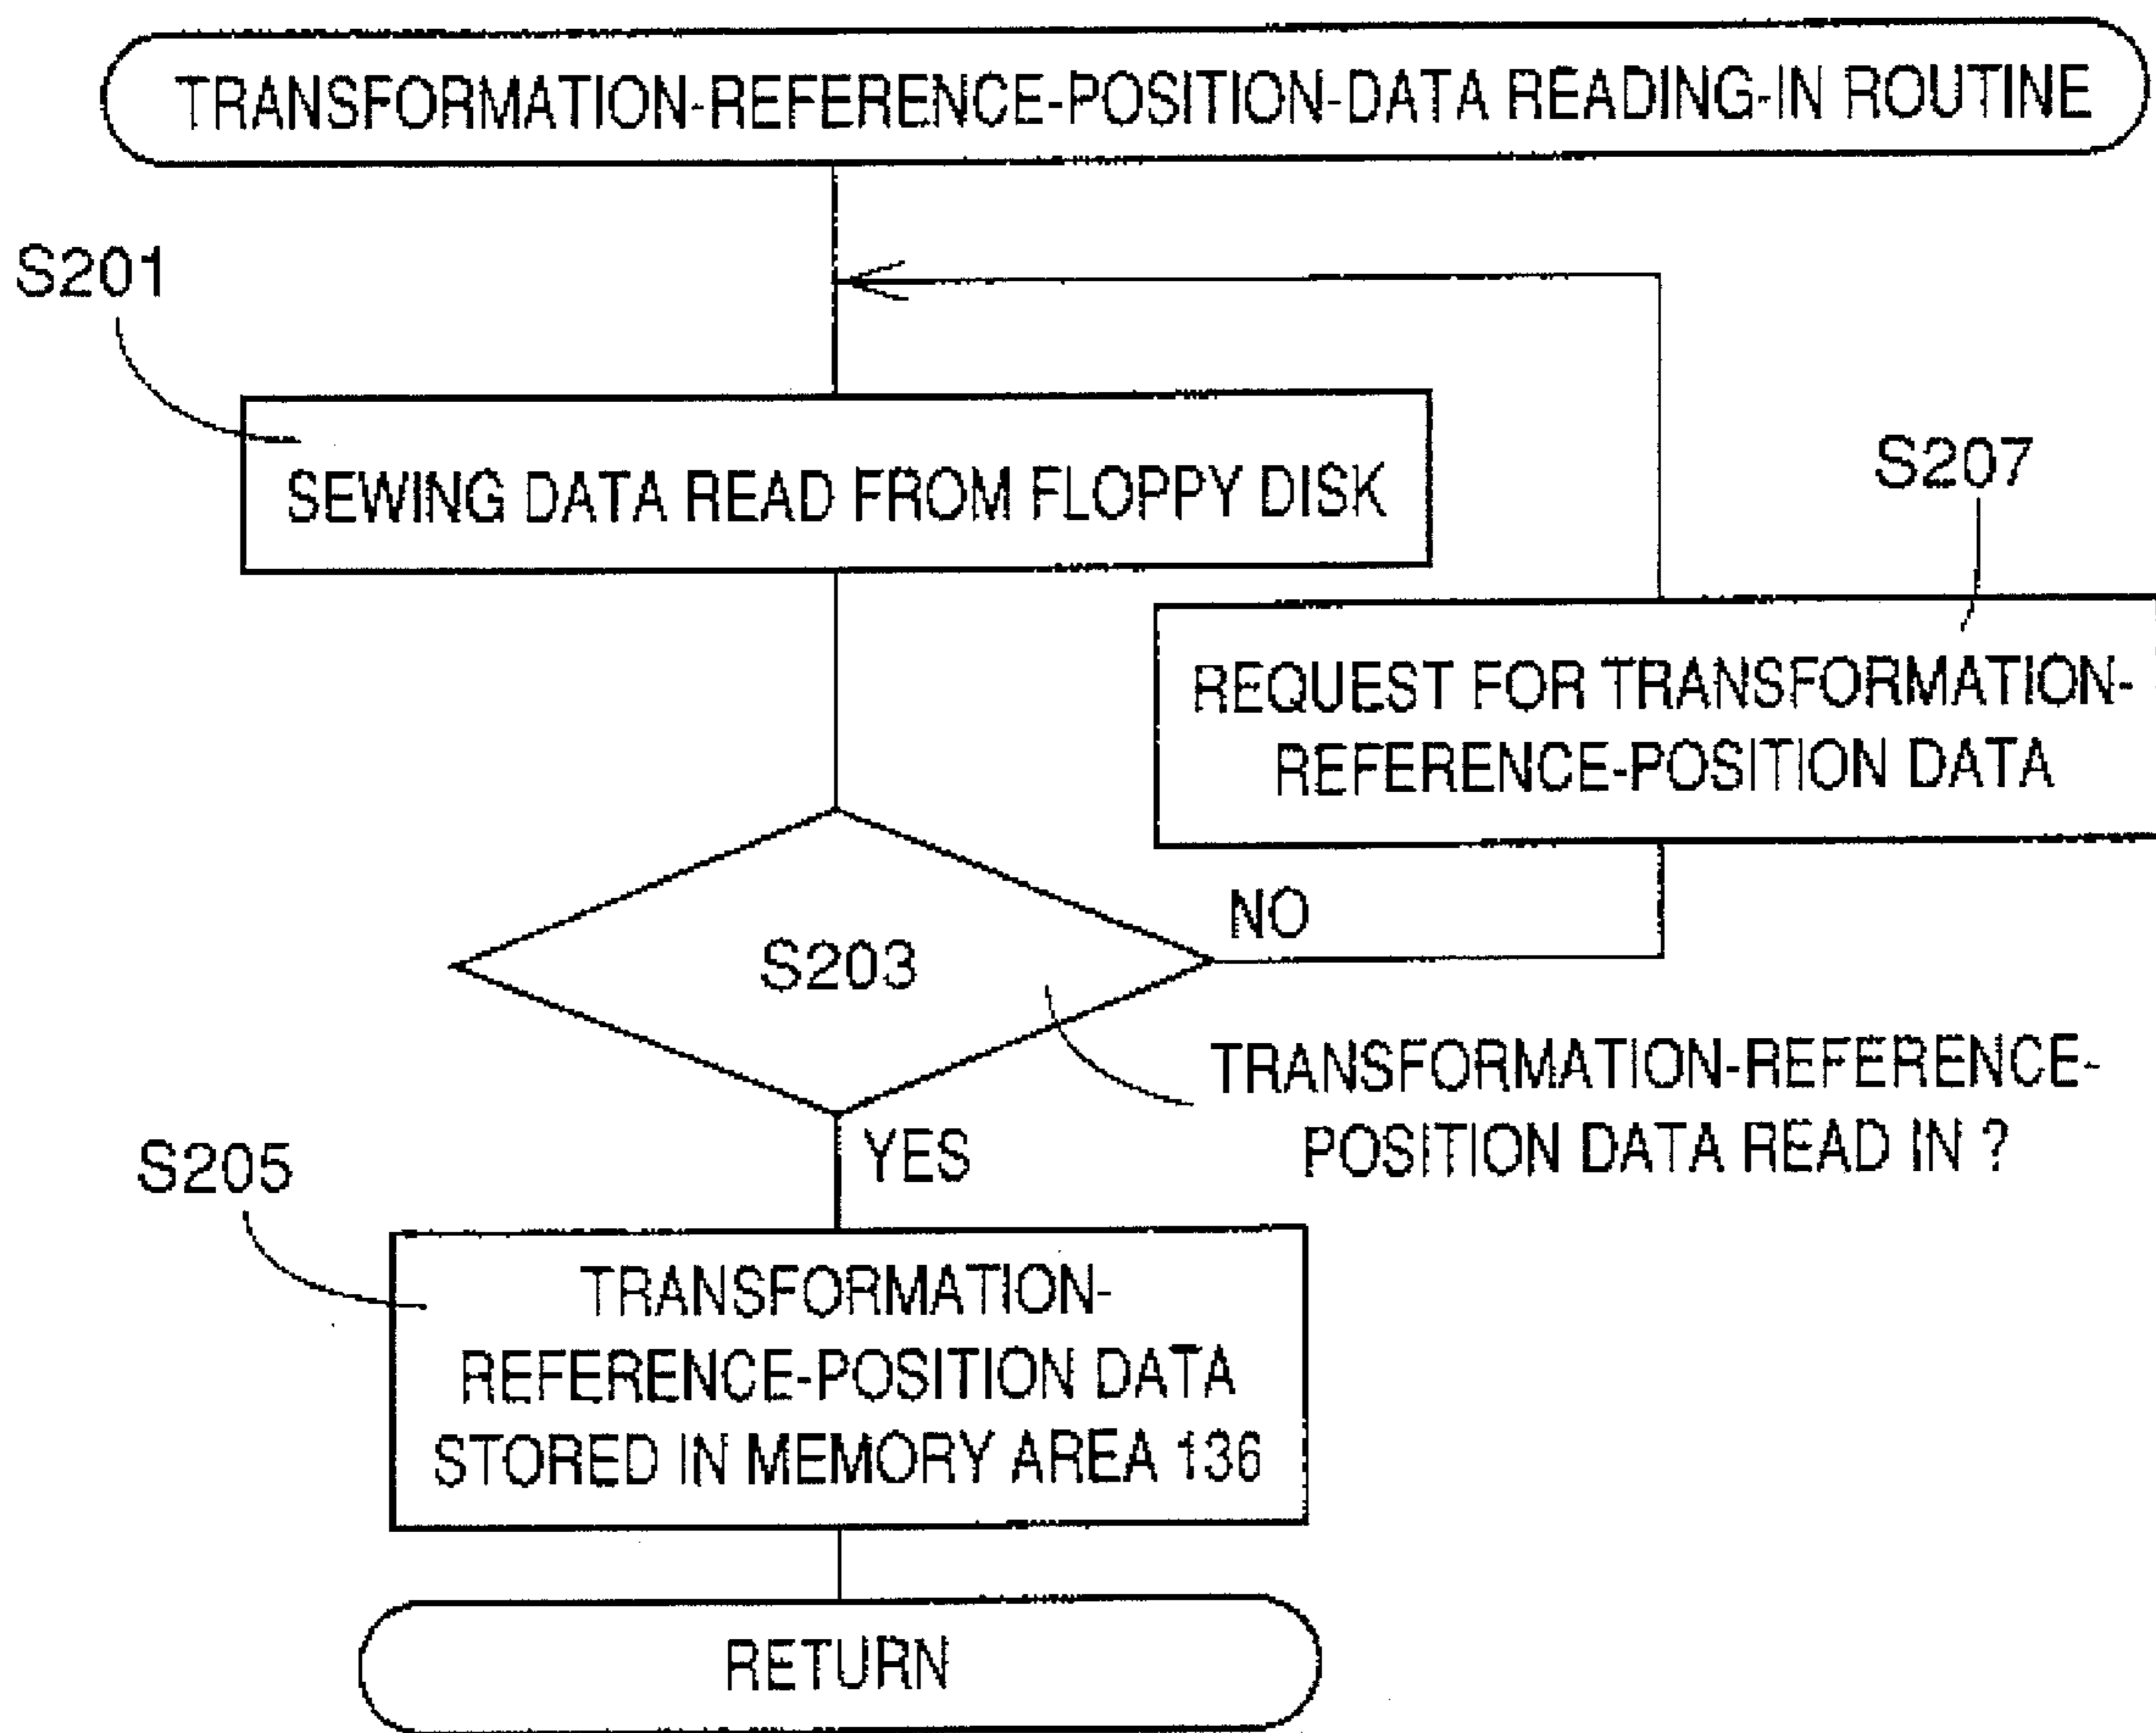 TRANSFORMATION-REFERENCE-POSITION-DATA READING-IN ROUTINE
S201
SEWING DATA READ FROM FLOPPY DISK
S207
REQUEST FOR TRANSFORMATION-
REFERENCE-POSITION DATA
NO
S203
TRANSFORMATION-REFERENCE-
POSITION DATA READ IN ?
YES
S205
TRANSFORMATION-
REFERENCE-POSITION DATA
STORED IN MEMORY AREA 136
RETURN